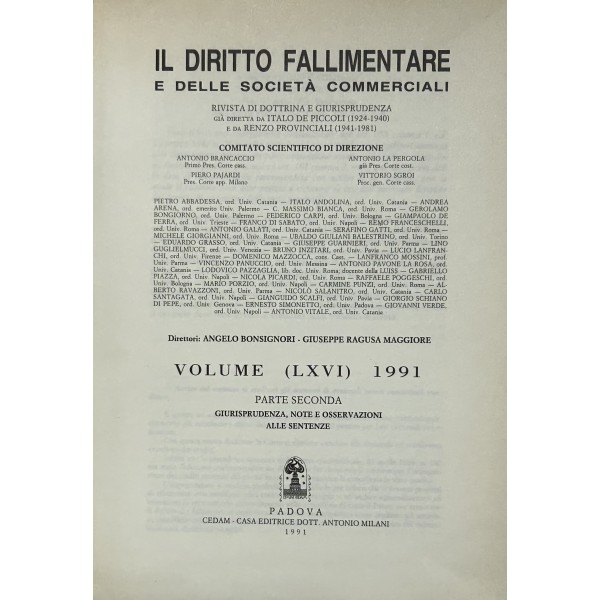 IL DIRITTO FALLIMENTARE
E DELLE SOCIETÀ COMMERCIALI
RIVISTA DI DOTTRINA E GIURISPRUDENZA
GIÀ DIRETTA DA ITALO DE PICCOLI (1924-1940)
E DA RENZO PROVINCIALI (1941-1981)
COMITATO SCIENTIFICO DI DIREZIONE
ANTONIO BRANCACCIO
Primo Pres. Corte cass.
ANTONIO LA PERGOLA
già Pres. Corte cost.
PIERO PAJARDI
Pres. Corte app. Milano
VITTORIO SGROI
Proc. gen. Corte cass.
PIETRO ABBADESSA, ord. Univ. Catania — ITALO ANDOLINA, ord. Univ. Catania — ANDREA
ARENA, ord. emerito Univ. Palermo — C. MASSIMO BIANCA, ord. Univ. Roma — GEROLAMO
BONGIORNO, ord. Univ. Palermo — FEDERICO CARPI, ord. Univ. Bologna — GIAMPAOLO DE
FERRA, ord. Univ. Trieste — FRANCO DI SABATO, ord. Univ. Napoli — REMO FRANCESCHELLI,
ord. Univ. Roma — ANTONIO GALATI, ord. Univ. Catania — SERAFINO GATTI, ord. Univ. Roma —
MICHELE GIORGIANNI, ord. Univ. Roma — UBALDO GIULIANI BALESTRINO, ord. Univ. Torino
— EDUARDO GRASSO, ord. Univ. Catania — GIUSEPPE GUARNIERI, ord. Univ. Parma — LINO
GUGLIELMUCCI, ord. Univ. Venezia — BRUNO INZITARI, ord. Univ. Pavia — LUCIO LANFRAN-
CHI, ord. Univ. Firenze — DOMENICO MAZZOCCA, cons. Cass. — LANFRANCO MOSSINI, prof.
Univ. Parma — VINCENZO PANUCCIO, ord. Univ. Messina — ANTONIO PAVONE LA ROSA, ord.
Univ. Catania — LODOVICO PAZZAGLIA, lib. doc. Univ. Roma; docente della LUISS — GABRIELLO
PIAZZA, ord. Univ. Napoli — NICOLA PICARDI, ord. Univ. Roma — RAFFAELE POGGESCHI, ord.
Univ. Bologna — MARIO PORZIO, ord. Univ. Napoli — CARMINE PUNZI, ord. Univ. Roma — AL-
BERTO RAVAZZONI, ord. Univ. Parma — NICOLÒ SALANITRO, ord. Univ. Catania — CARLO
SANTAGATA, ord. Univ. Napoli — GIANGUIDO SCALFI, ord. Univ. Pavia — GIORGIO SCHIANO
DI PEPE, ord. Univ. Genova — ERNESTO SIMONETTO, ord. Univ. Padova — GIOVANNI VERDE,
ord. Univ. Napoli — ANTONIO VITALE, ord. Univ. Catania
Direttori: ANGELO BONSIGNORI - GIUSEPPE RAGUSA MAGGIORE
VOLUME (LXVI) 1991
PARTE SECONDA
GIURISPRUDENZA, NOTE E OSSERVAZIONI
ALLE SENTENZE
PADOVA
CEDAM - CASA EDITRICE DOTT. ANTONIO MILANI
1991